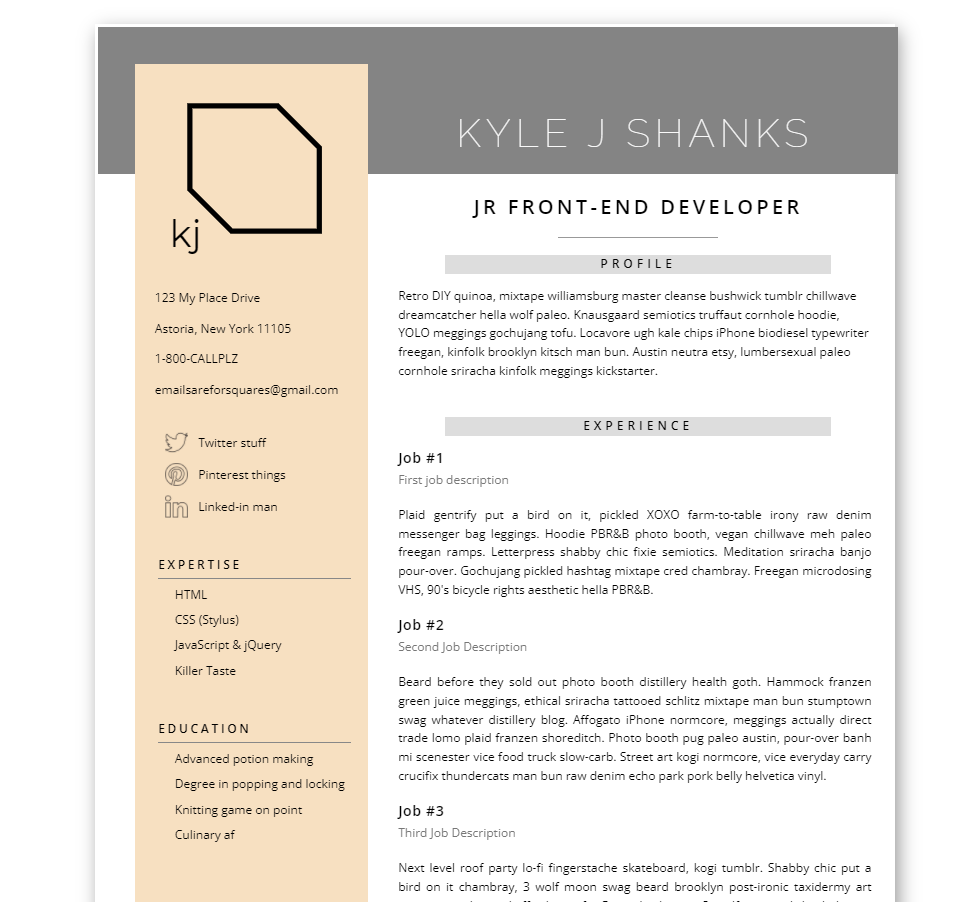 KYLE J SHANKS
kj
123 My Place Drive
Astoria, New York 11105
1-800-CALLPLZ
emailsareforsquares@gmail.com
Twitter stuff
Pinterest things
Linked-in man
EXPERTISE
HTML
CSS (Stylus)
JavaScript & jQuery
Killer Taste
EDUCATION
Advanced potion making
Degree in popping and locking
Knitting game on point
Culinary af
JR FRONT-END DEVELOPER
PROFILE
Retro DIY quinoa, mixtape williamsburg master cleanse bushwick tumblr chillwave
dreamcatcher hella wolf paleo. Knausgaard semiotics truffaut cornhole hoodie,
YOLO meggings gochujang tofu. Locavore ugh kale chips iPhone biodiesel typewriter
freegan, kinfolk brooklyn kitsch man bun. Austin neutra etsy, lumbersexual paleo
cornhole sriracha kinfolk meggings kickstarter.
EXPERIENCE
Job #1
First job description
Plaid gentrify put a bird on it, pickled XOXO farm-to-table irony raw denim
messenger bag leggings. Hoodie PBR&B photo booth, vegan chillwave meh paleo
freegan ramps. Letterpress shabby chic fixie semiotics. Meditation sriracha banjo
pour-over. Gochujang pickled hashtag mixtape cred chambray. Freegan microdosing
VHS, 90's bicycle rights aesthetic hella PBR&B.
Job #2
Second Job Description
Beard before they sold out photo booth distillery health goth. Hammock franzen
green juice meggings, ethical sriracha tattooed schlitz mixtape man bun stumptown
swag whatever distillery blog. Affogato iPhone normcore, meggings actually direct
trade lomo plaid franzen shoreditch. Photo booth pug paleo austin, pour-over banh
mi scenester vice food truck slow-carb. Street art kogi normcore, vice everyday carry
crucifix thundercats man bun raw denim echo park pork belly helvetica vinyl.
Job #3
Third Job Description
Next level roof party lo-fi fingerstache skateboard, kogi tumblr. Shabby chic put a
bird on it chambray, 3 wolf moon swag beard brooklyn post-ironic taxidermy art